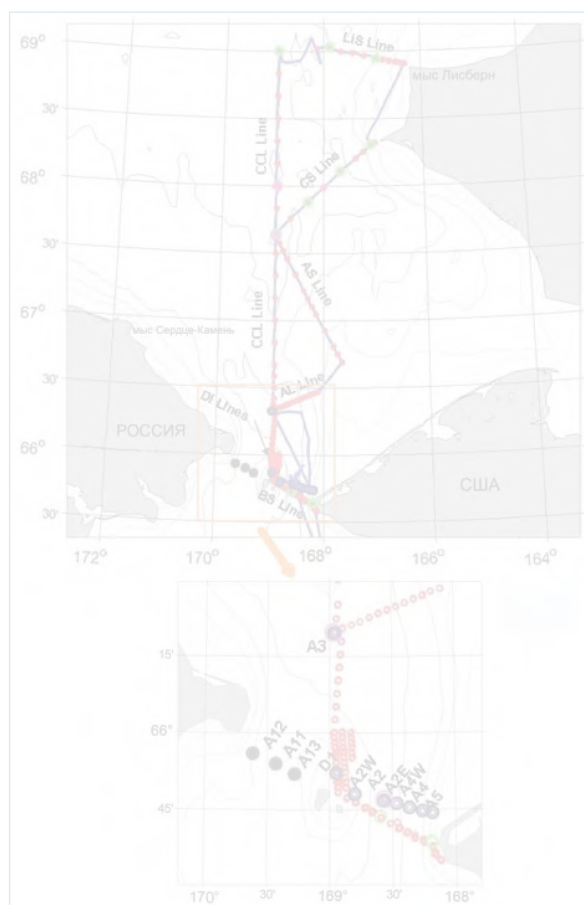 69°
LIS Line
мыс Лисберн
30'
CCL Line
CS Line
68°
30'
AS Line
67°
CCL Line
мыс Сердце-Камень
30'
AL Line
DI Lines
РОССИЯ
66°
США
BS Line
30'
172°
170°
168°
166°
164°
A3
15'
66°
A12
A11
A13
D1
A2W
A2
A2E
A4W
A4
A5
45'
170°
30'
169°
30'
168°